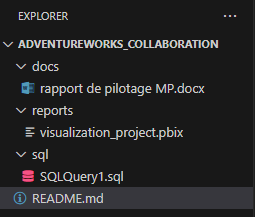 EXPLORER
ADVENTUREWORKS_COLLABORATION
docs
rapport de pilotage MP.docx
reports
visualization_project.pbix
sql
SQLQuery1.sql
README.md